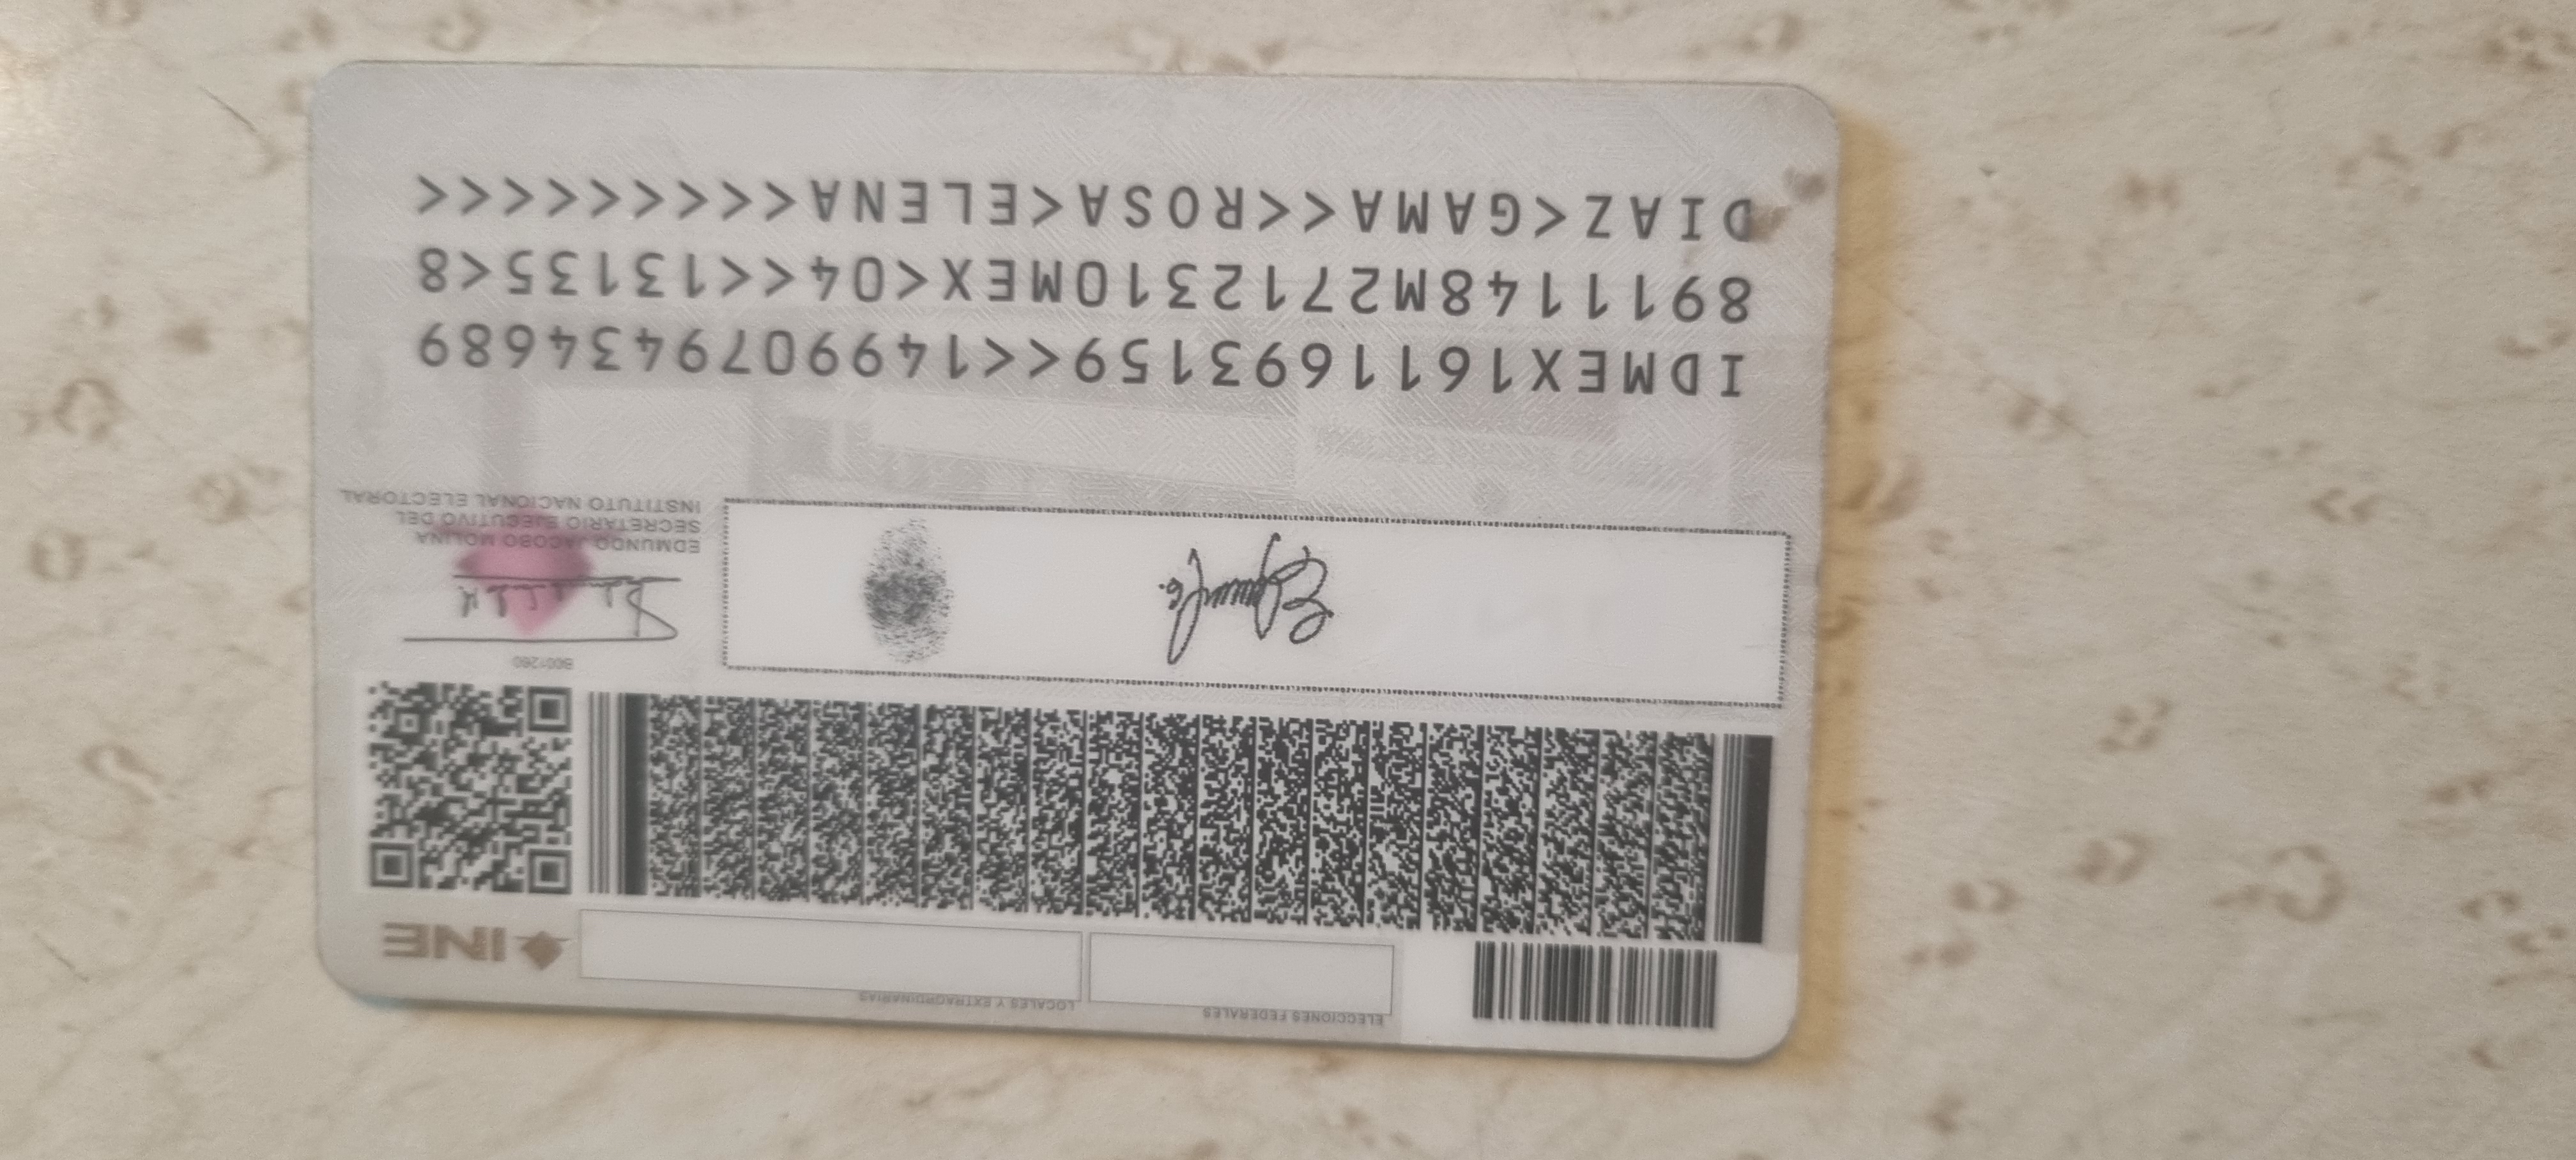 ELECCIONES FEDERALES
LOCALES Y EXTRAORDINARIAS
INE
EDMUNDO JACOBO MOLINA
SECRETARIO EJECUTIVO DEL
INSTITUTO NACIONAL ELECTORAL
IDMEX1611693159<<1499079434689
8911148M2712310MEX<04<<13135<8
DIAZ<GAMA<<ROSA<ELENA<<<<<<<<<